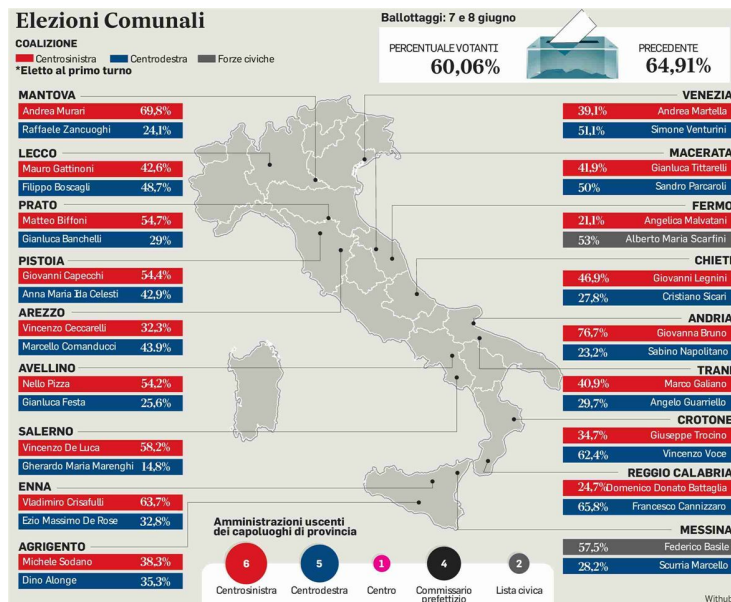 Elezioni Comunali
COALIZIONE
Centrosinistra Centrodestra Forze civiche
*Eletto al primo turno
Ballottaggi: 7 e 8 giugno
PERCENTUALE VOTANTI
60,06%
PRECEDENTE
64,91%
MANTOVA
Andrea Murari 69,8%
Raffaele Zancuoghi 24,1%
LECCO
Mauro Gattinoni 42,6%
Filippo Boscagli 48,7%
PRATO
Matteo Biffoni 54,7%
Gianluca Banchelli 29%
PISTOIA
Giovanni Capecchi 54,4%
Anna Maria Ida Celesti 42,9%
AREZZO
Vincenzo Ceccarelli 32,3%
Marcello Comanducci 43.9%
AVELLINO
Nello Pizza 54,2%
Gianluca Festa 25,6%
SALERNO
Vincenzo De Luca 58,2%
Gherardo Maria Marenghi 14,8%
ENNA
Vladimiro Crisafulli 63,7%
Ezio Massimo De Rose 32,8%
AGRIGENTO
Michele Sodano 38,3%
Dino Alonge 35,3%
VENEZIA
39,1% Andrea Martella
51,1% Simone Venturini
MACERATA
41,9% Gianluca Tittarelli
50% Sandro Parcaroli
FERMO
21,1% Angelica Malvatani
53% Alberto Maria Scarfini
CHIETI
46,9% Giovanni Legnini
27,8% Cristiano Sicari
ANDRIA
76,7% Giovanna Bruno
23,2% Sabino Napolitano
TRANI
40,9% Marco Galiano
29,7% Angelo Guarriello
CROTONE
34,7% Giuseppe Trocino
62,4% Vincenzo Voce
REGGIO CALABRIA
24,7% Domenico Donato Battaglia
65,8% Francesco Cannizzaro
MESSINA
57,5% Federico Basile
28,2% Scurria Marcello
Amministrazioni uscenti
dei capoluoghi di provincia
6 5 1 4 2
Centrosinistra Centrodestra Centro Commissario Lista civica
prefettizio
Withub